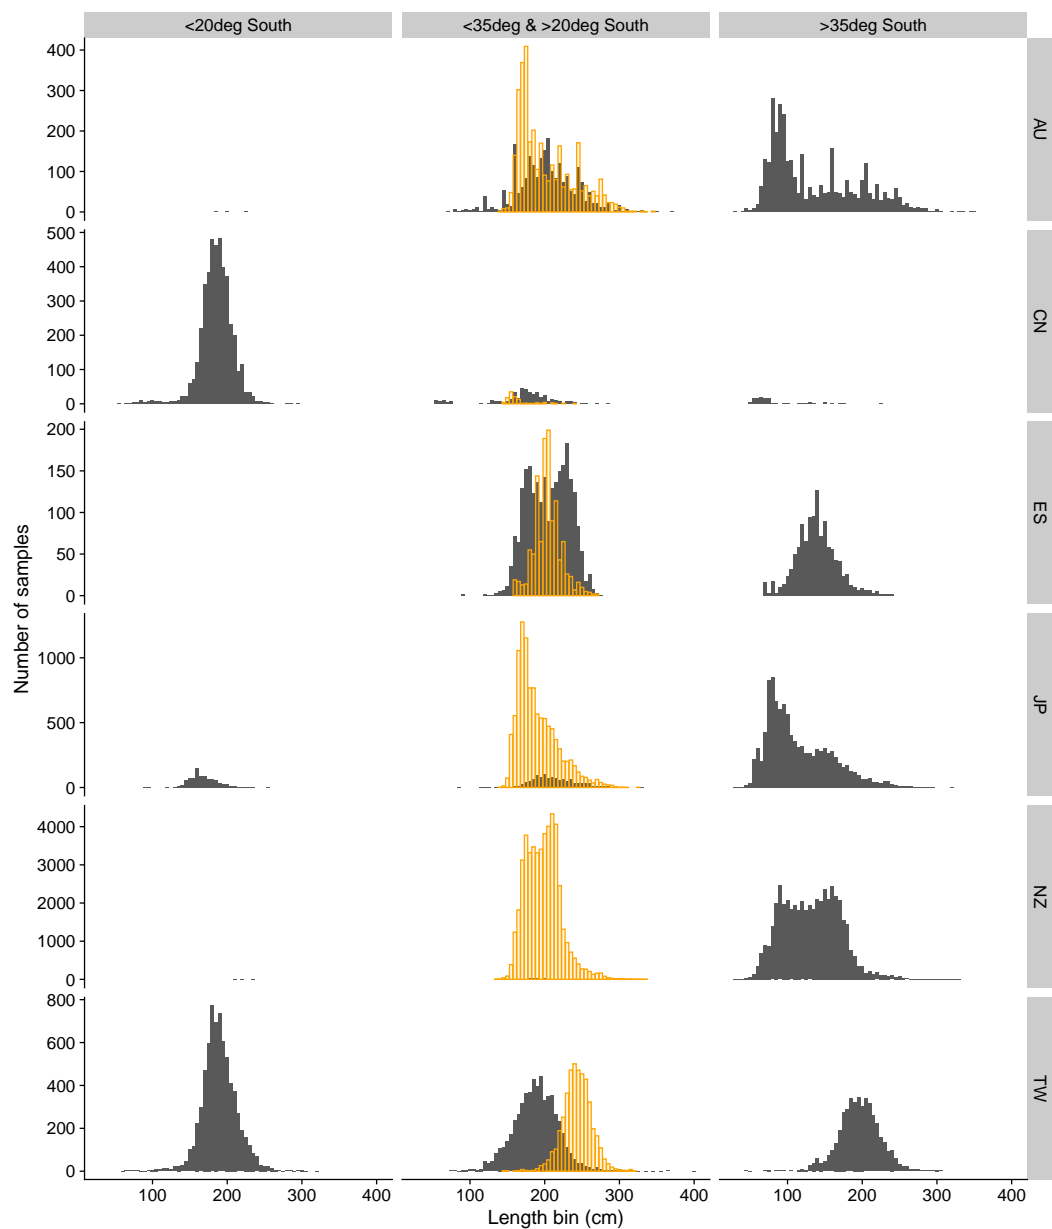 <20deg South
<35deg & >20deg South
>35deg South
400
300
200
100
0
AU
500
400
300
200
100
0
CN
200
150
100
50
0
ES
1000
500
0
JP
4000
3000
2000
1000
0
NZ
800
600
400
200
0
TW
Number of samples
100 200 300 400 100 200 300 400 100 200 300 400
Length bin (cm)